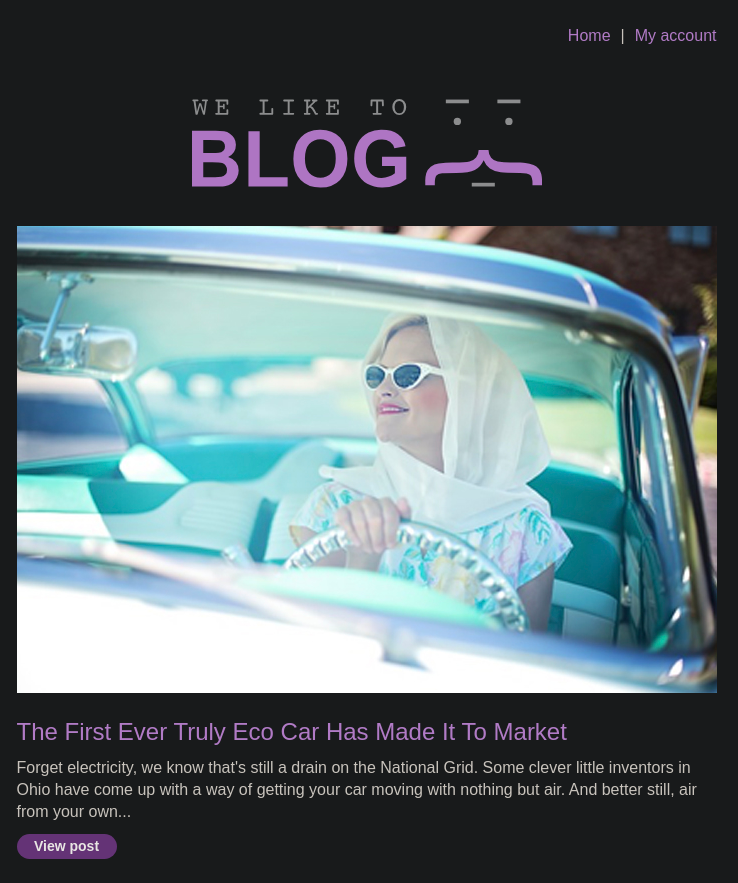 Home | My account
WE LIKE TO
BLOG
The First Ever Truly Eco Car Has Made It To Market
Forget electricity, we know that's still a drain on the National Grid. Some clever little inventors in
Ohio have come up with a way of getting your car moving with nothing but air. And better still, air
from your own...
View post